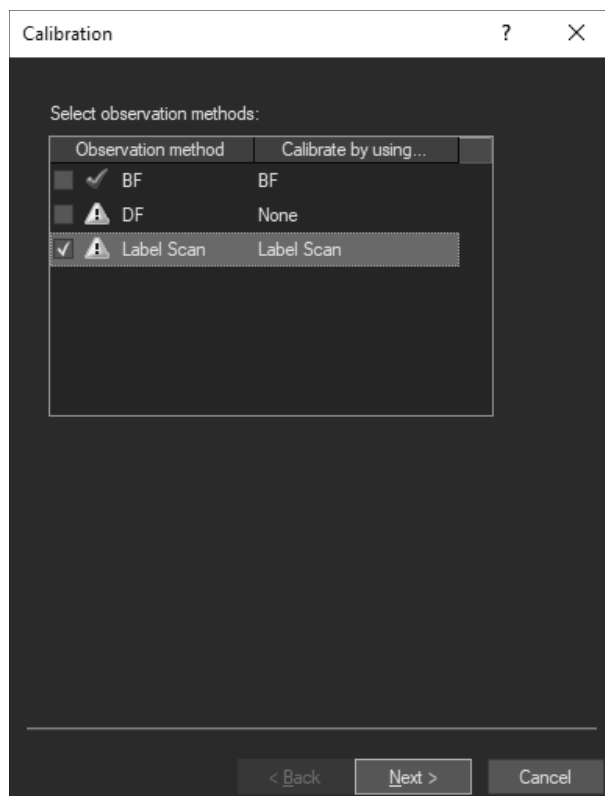 Calibration ?
Select observation methods:
Observation method Calibrate by using...
BF BF
DF None
Label Scan Label Scan
< Back Next > Cancel